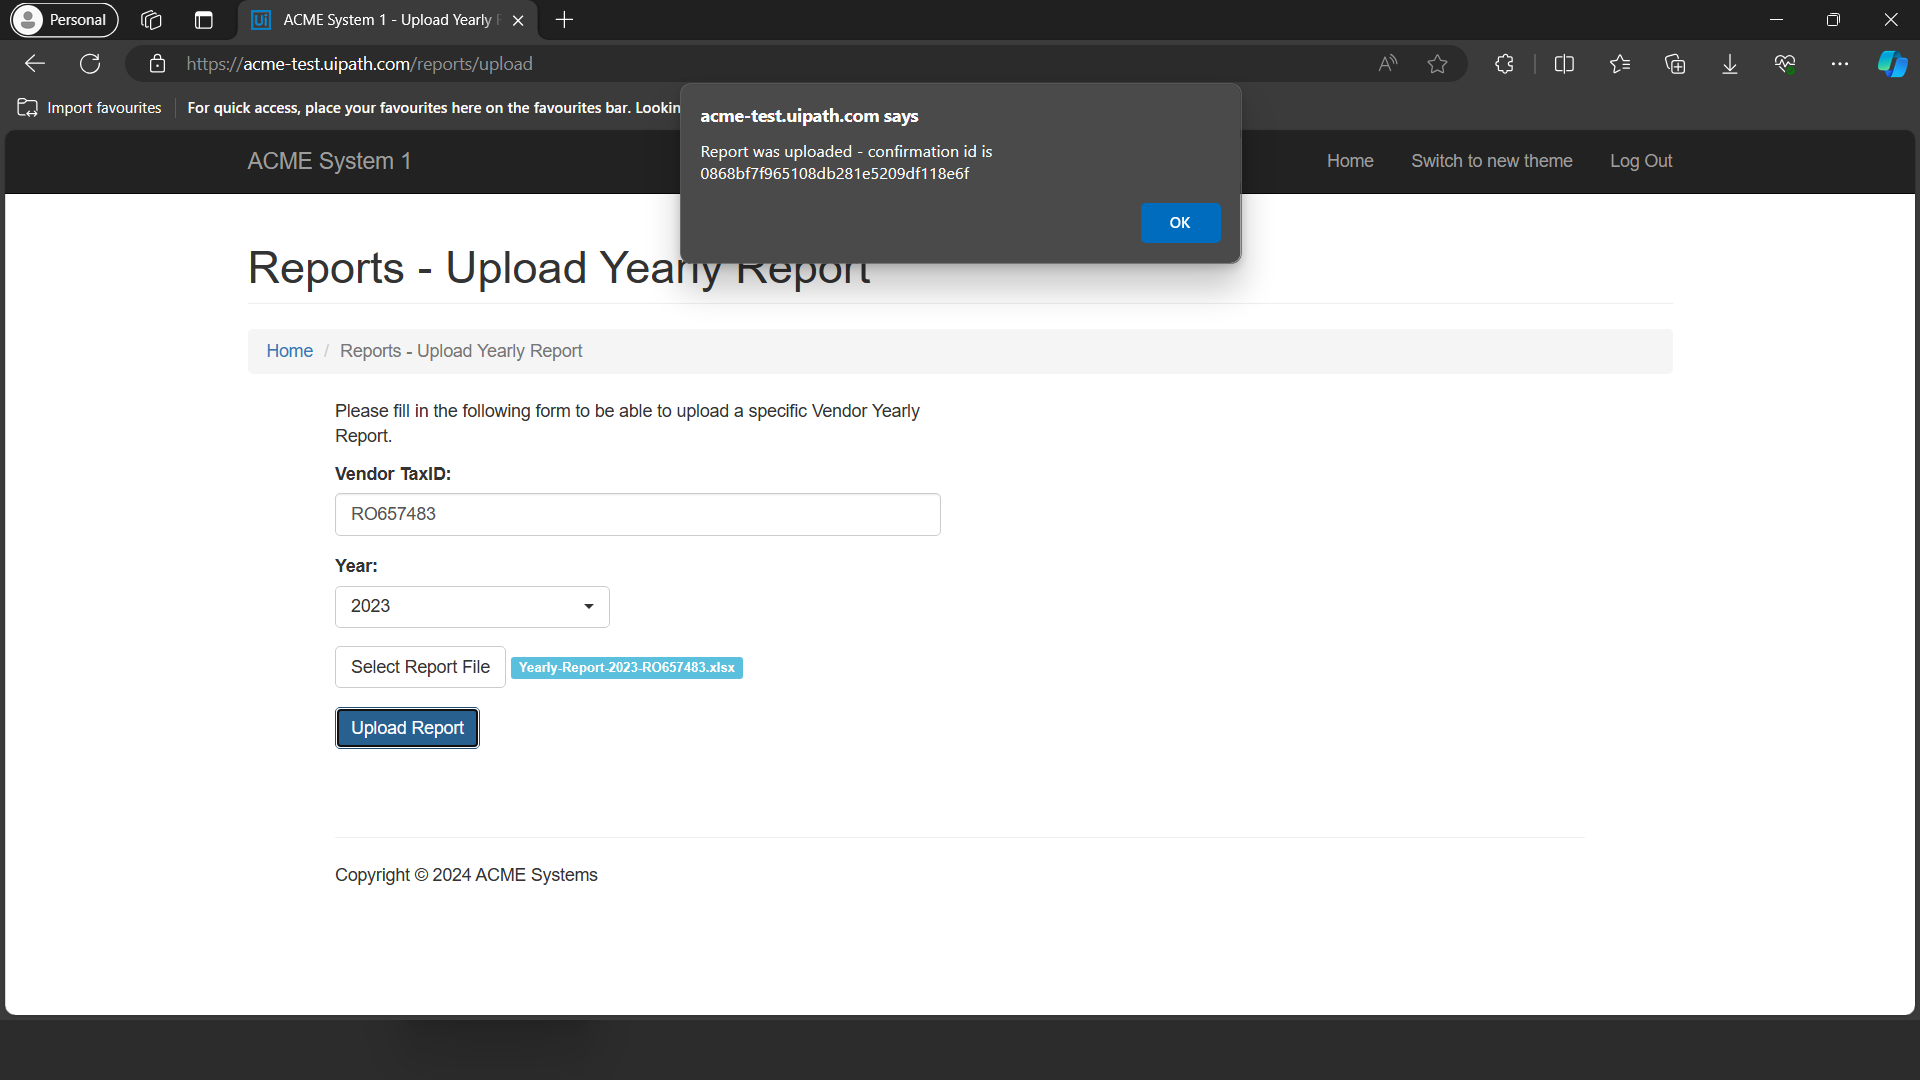 Personal
ACME System 1 - Upload Yearly
https://acme-test.uipath.com/reports/upload
Import favourites
For quick access, place your favourites here on the favourites bar. Lookin
acme-test.uipath.com says
Report was uploaded - confirmation id is
0868bf7f965108db281e5209df118e6f
OK
ACME System 1
Home
Switch to new theme
Log Out
Reports - Upload Yearly Report
Home / Reports - Upload Yearly Report
Please fill in the following form to be able to upload a specific Vendor Yearly
Report.
Vendor TaxID:
RO657483
Year:
2023
Select Report File
Yearly-Report-2023-RO657483.xlsx
Upload Report
Copyright © 2024 ACME Systems